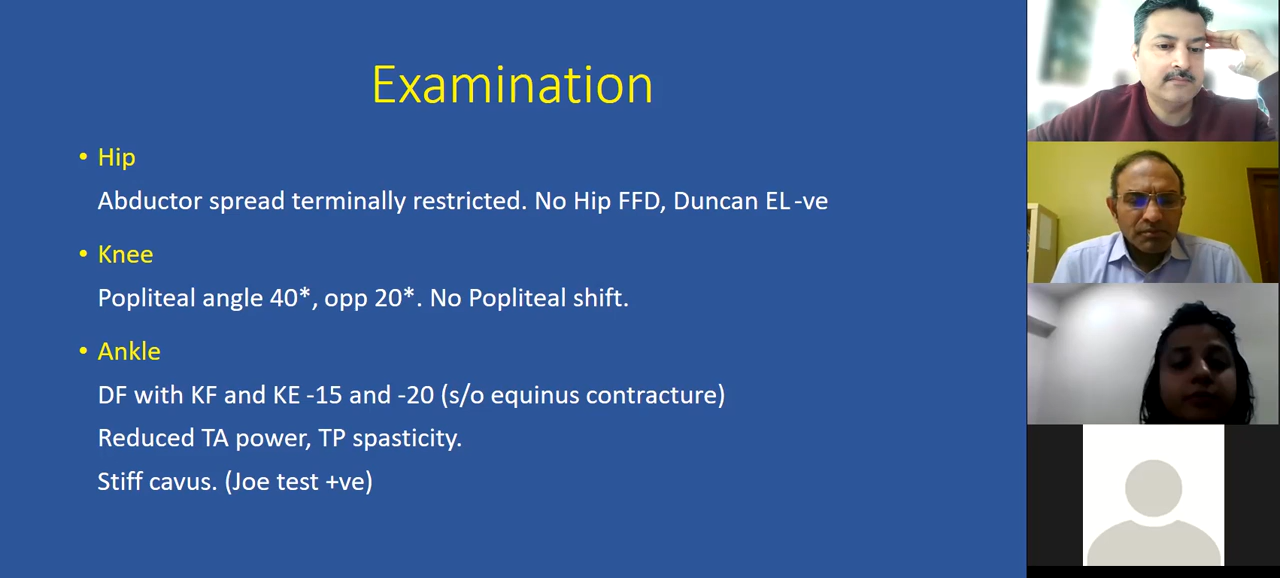 Examination
• Hip
Abductor spread terminally restricted. No Hip FFD, Duncan EL -ve
• Knee
Popliteal angle 40*, opp 20*. No Popliteal shift.
• Ankle
DF with KF and KE -15 and -20 (s/o equinus contracture)
Reduced TA power, TP spasticity.
Stiff cavus. (Joe test +ve)